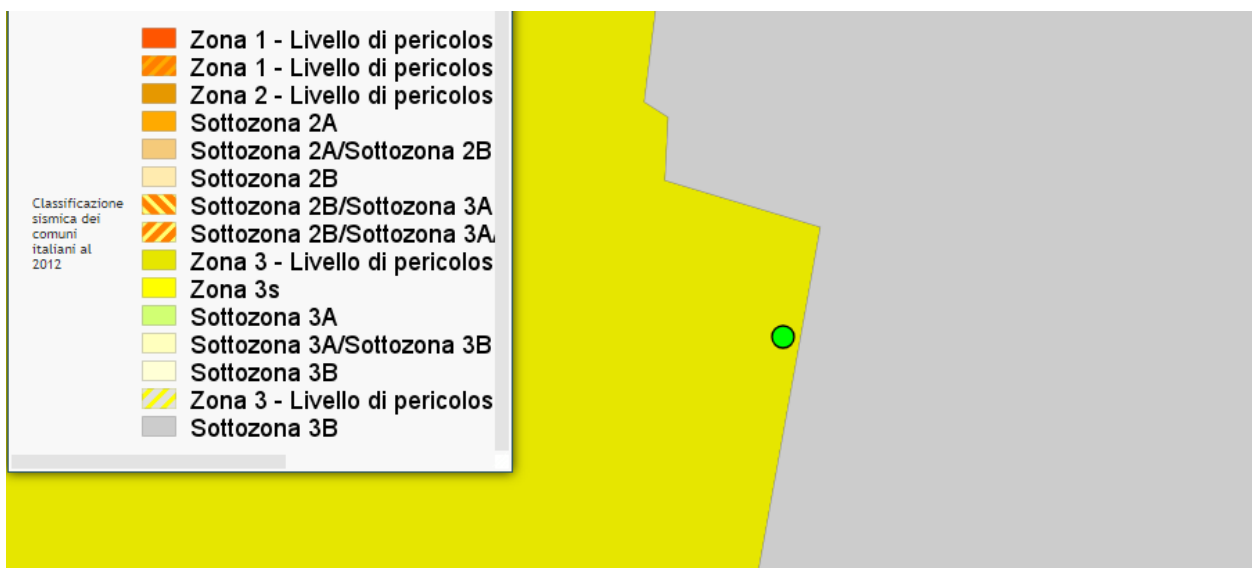 Classificazione
sismica dei
comuni
italiani al
2012
Zona 1 - Livello di pericolos
Zona 1 - Livello di pericolos
Zona 2 - Livello di pericolos
Sottozona 2A
Sottozona 2A/Sottozona 2B
Sottozona 2B
Sottozona 2B/Sottozona 3A
Sottozona 2B/Sottozona 3A/
Zona 3 - Livello di pericolos
Zona 3s
Sottozona 3A
Sottozona 3A/Sottozona 3B
Sottozona 3B
Zona 3 - Livello di pericolos
Sottozona 3B